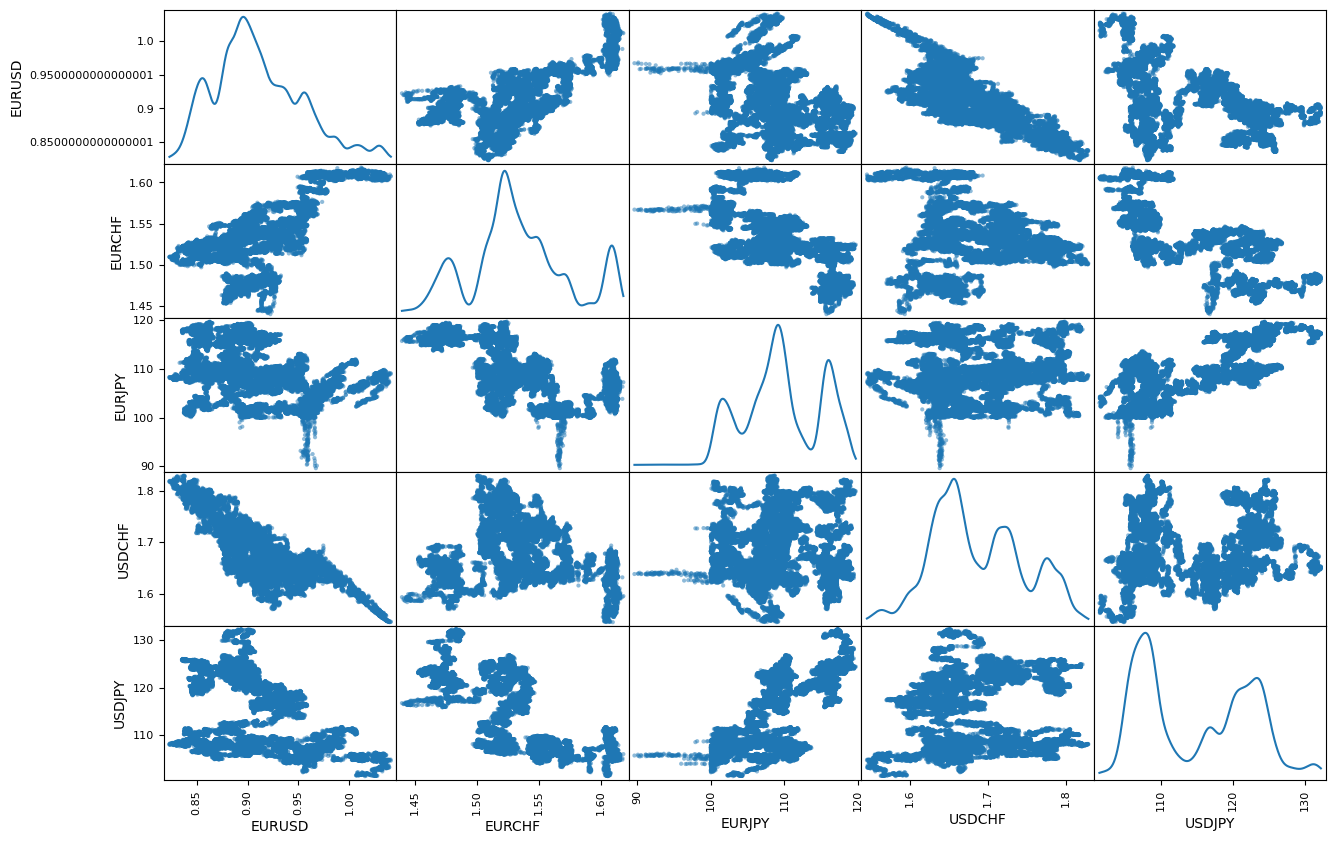 EURUSD
1.0
0.9500000000000001
0.9
0.8500000000000001
EURCHF
1.60
1.55
1.50
1.45
EURJPY
120
110
100
90
USDCHF
1.8
1.7
1.6
USDJPY
130
120
110
0.85 0.90 0.95 1.00 1.45 1.50 1.55 1.60 90 100 110 120 1.6 1.7 1.8 110 120 130
EURUSD EURCHF EURJPY USDCHF USDJPY